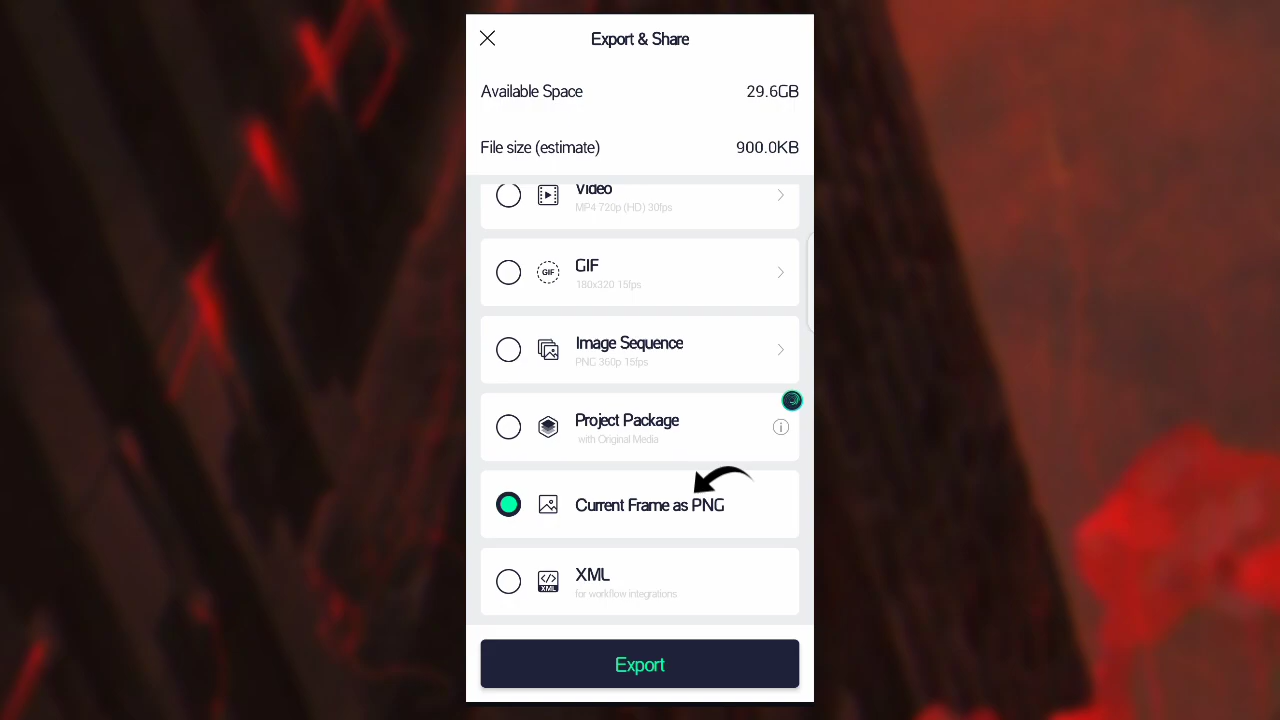 Export & Share
Available Space 29.6GB
File size (estimate) 900.0KB
Video
MP4 720p (HD) 30fps
GIF
GIF
180x320 15fps
Image Sequence
PNG 360p 15fps
Project Package
with Original Media
Current Frame as PNG
XML
XML
for workflow integrations
Export